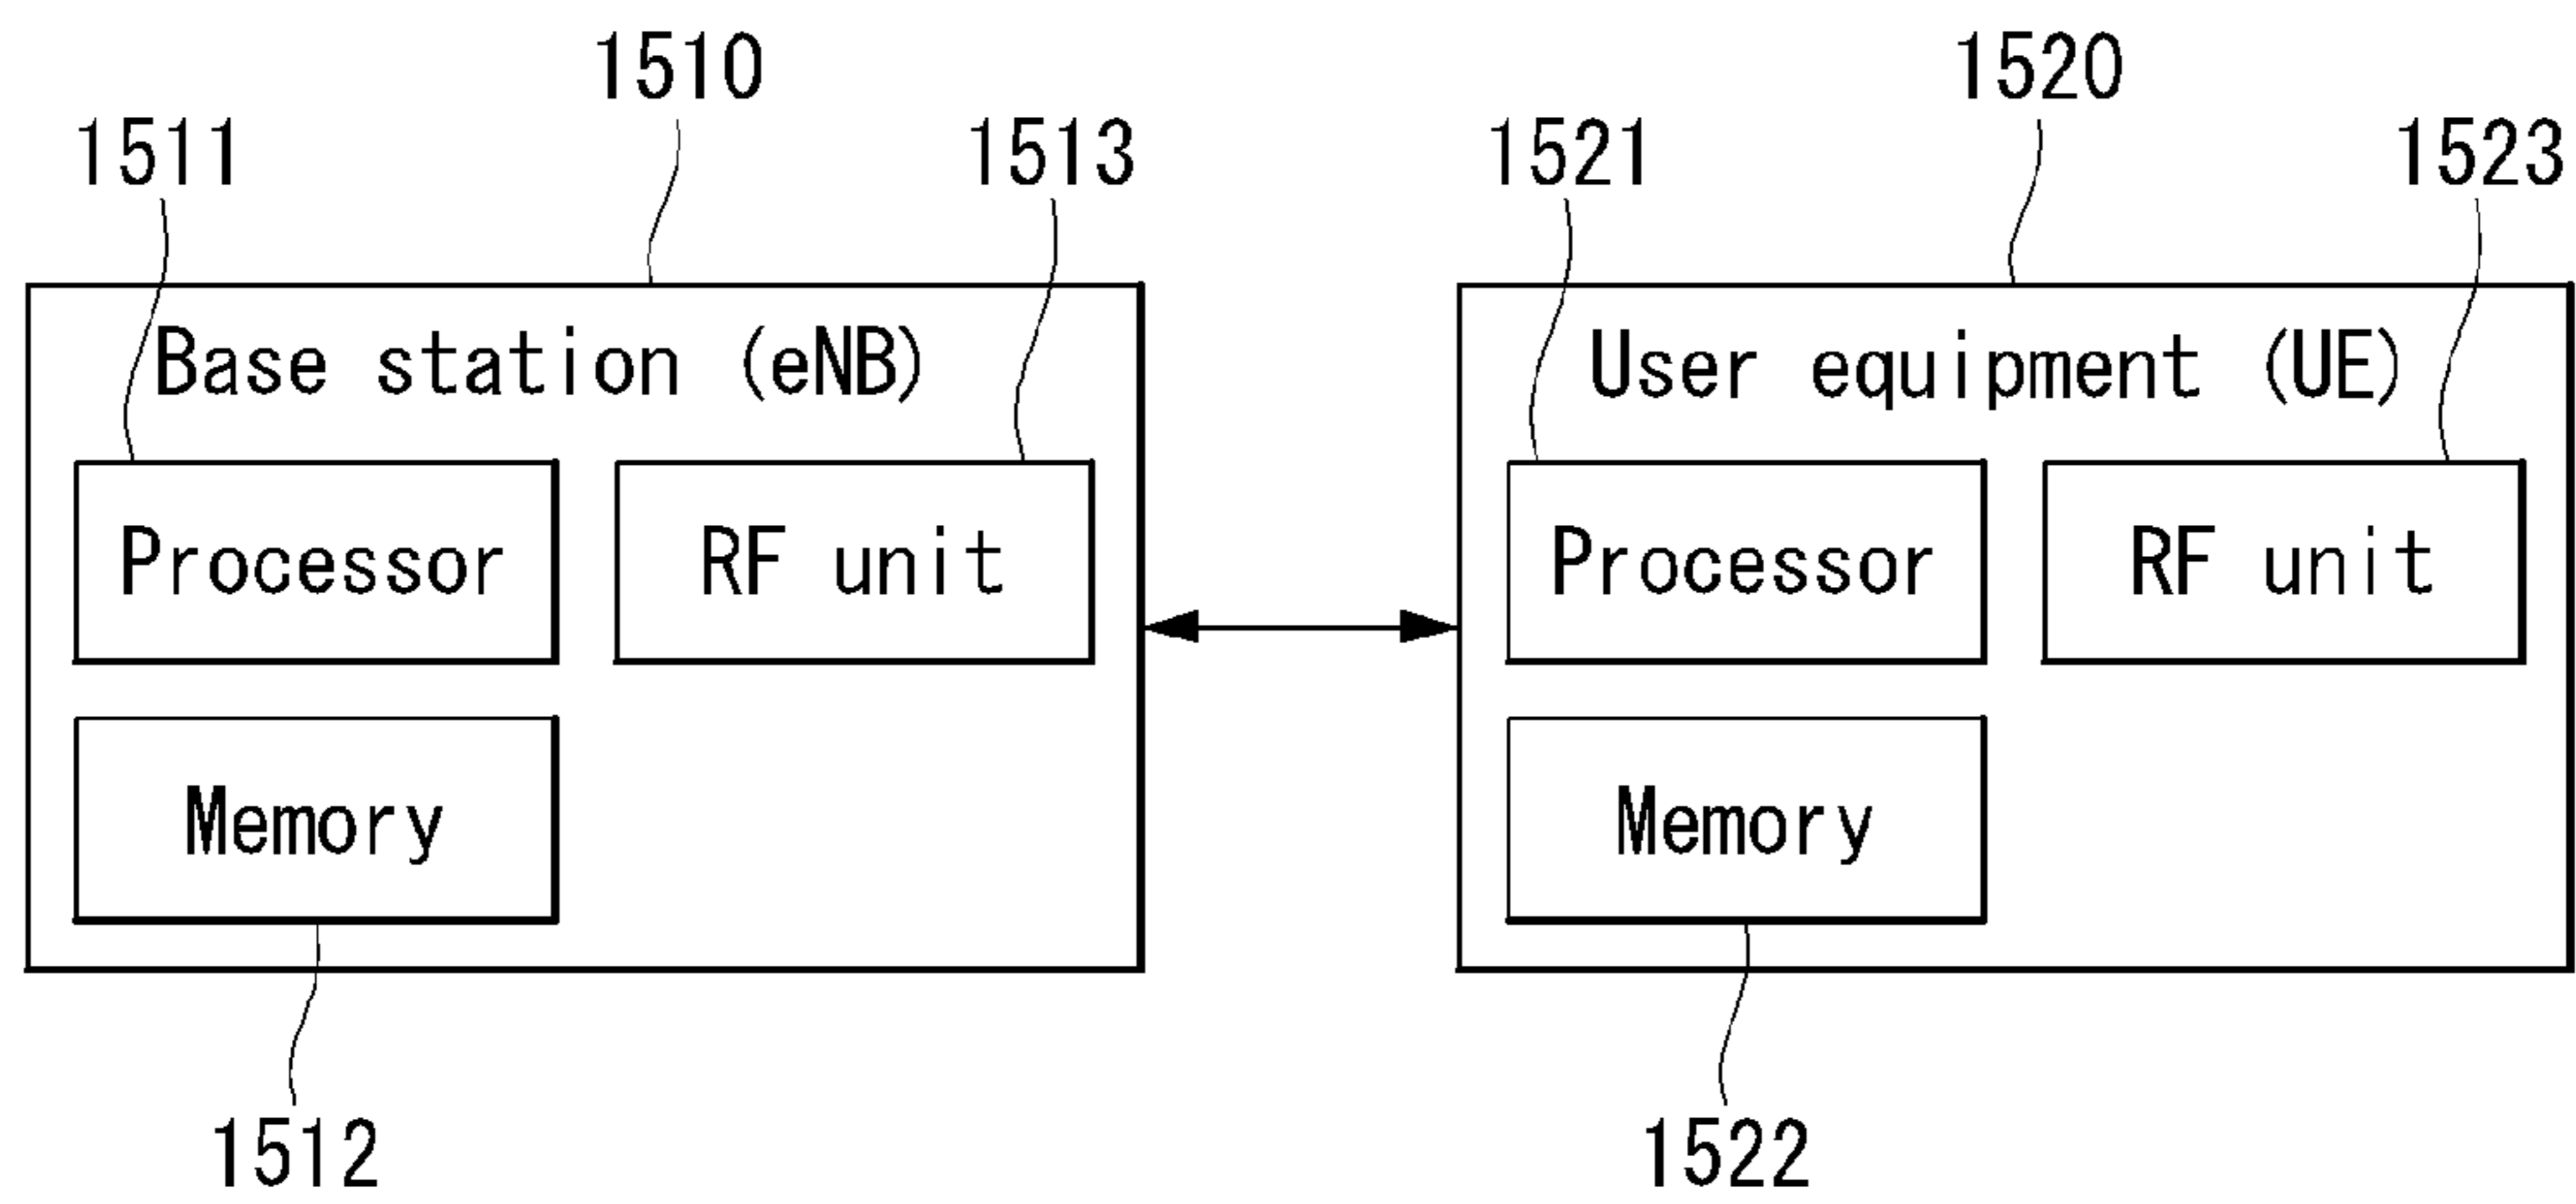 1510
1520
1511
1513
1521
1523
Base station (eNB)
User equipment (UE)
Processor
RF unit
Processor
RF unit
Memory
Memory
1512
1522